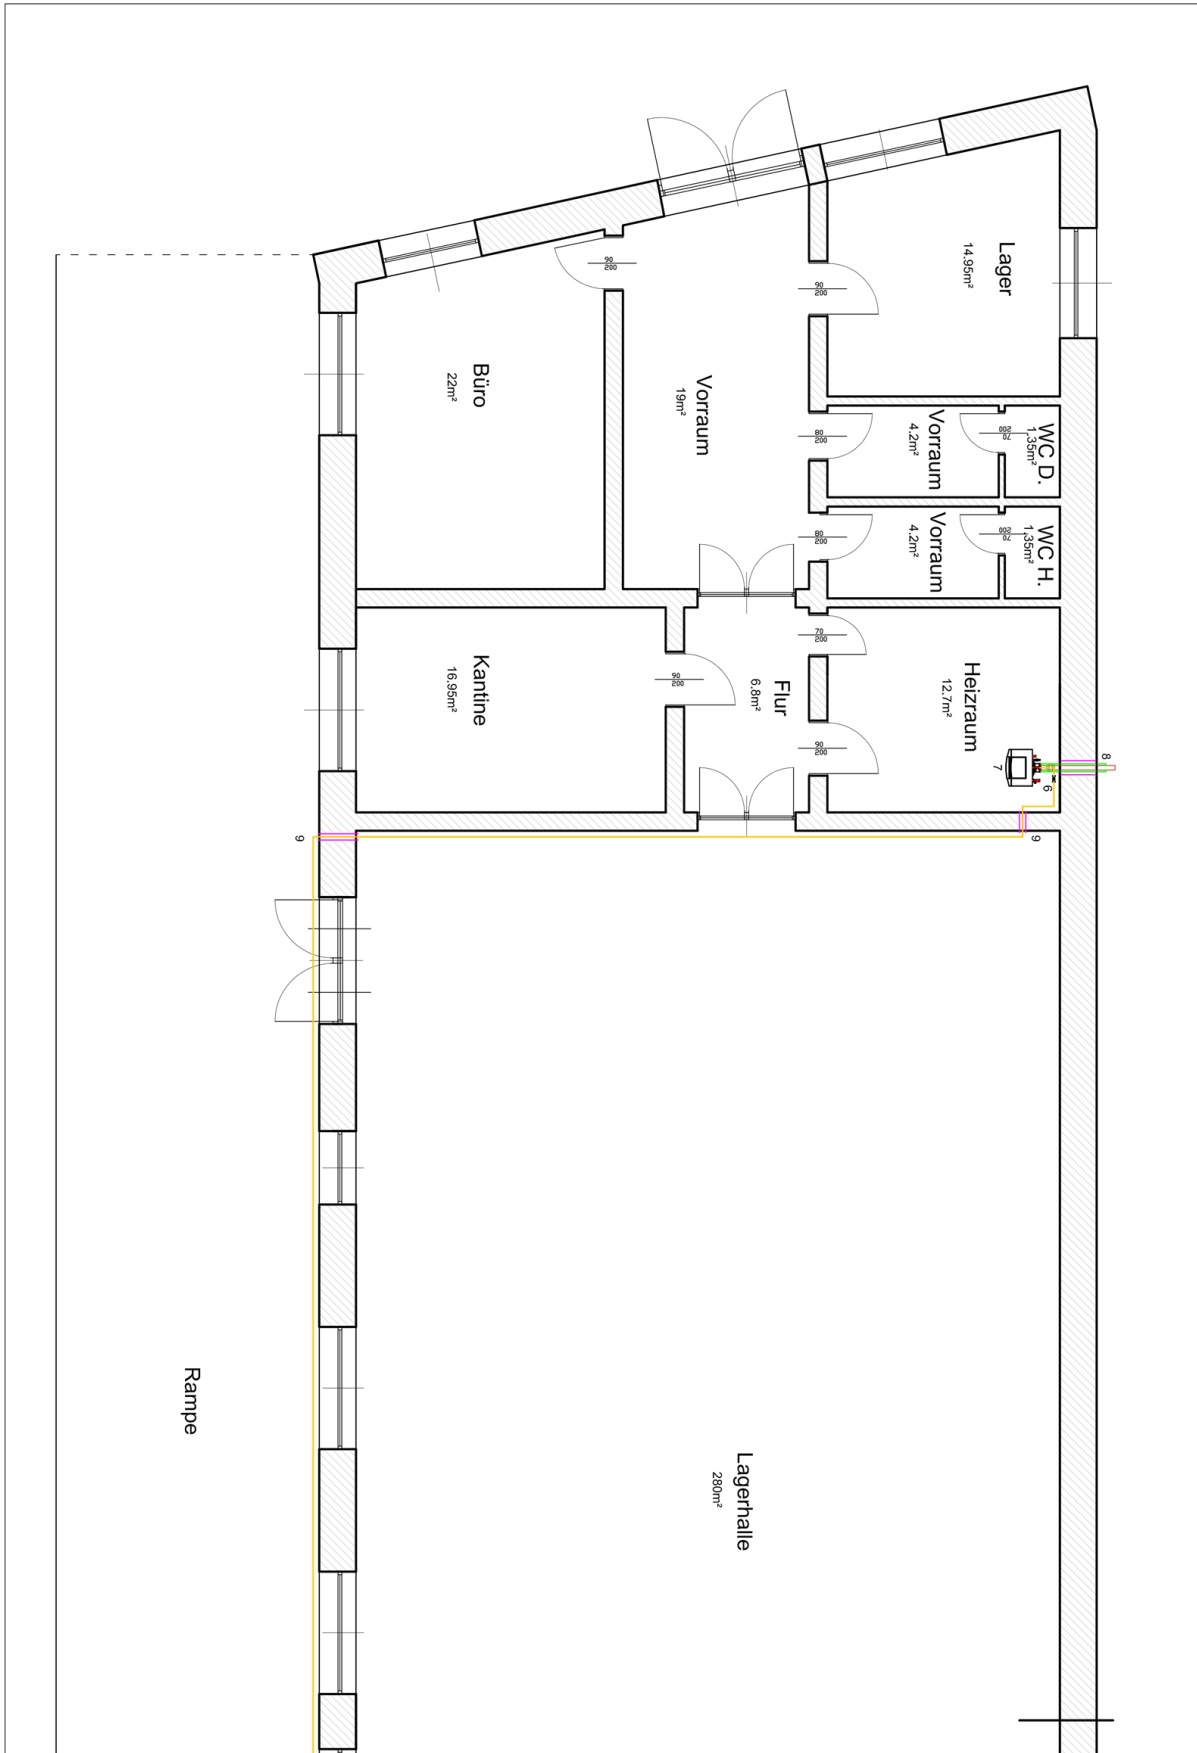 Lager
14.95m²
90
200
90
200
Büro
22m²
Vorraum
19m²
WC D.
1.35m²
70
200
Vorraum
4.2m²
80
200
WC H.
1.35m²
70
200
Vorraum
4.2m²
80
200
Heizraum
12.7m²
70
200
Flur
6.8m²
90
200
Kantine
16.95m²
90
200
8
7
6
9
9
Rampe
Lagerhalle
280m²